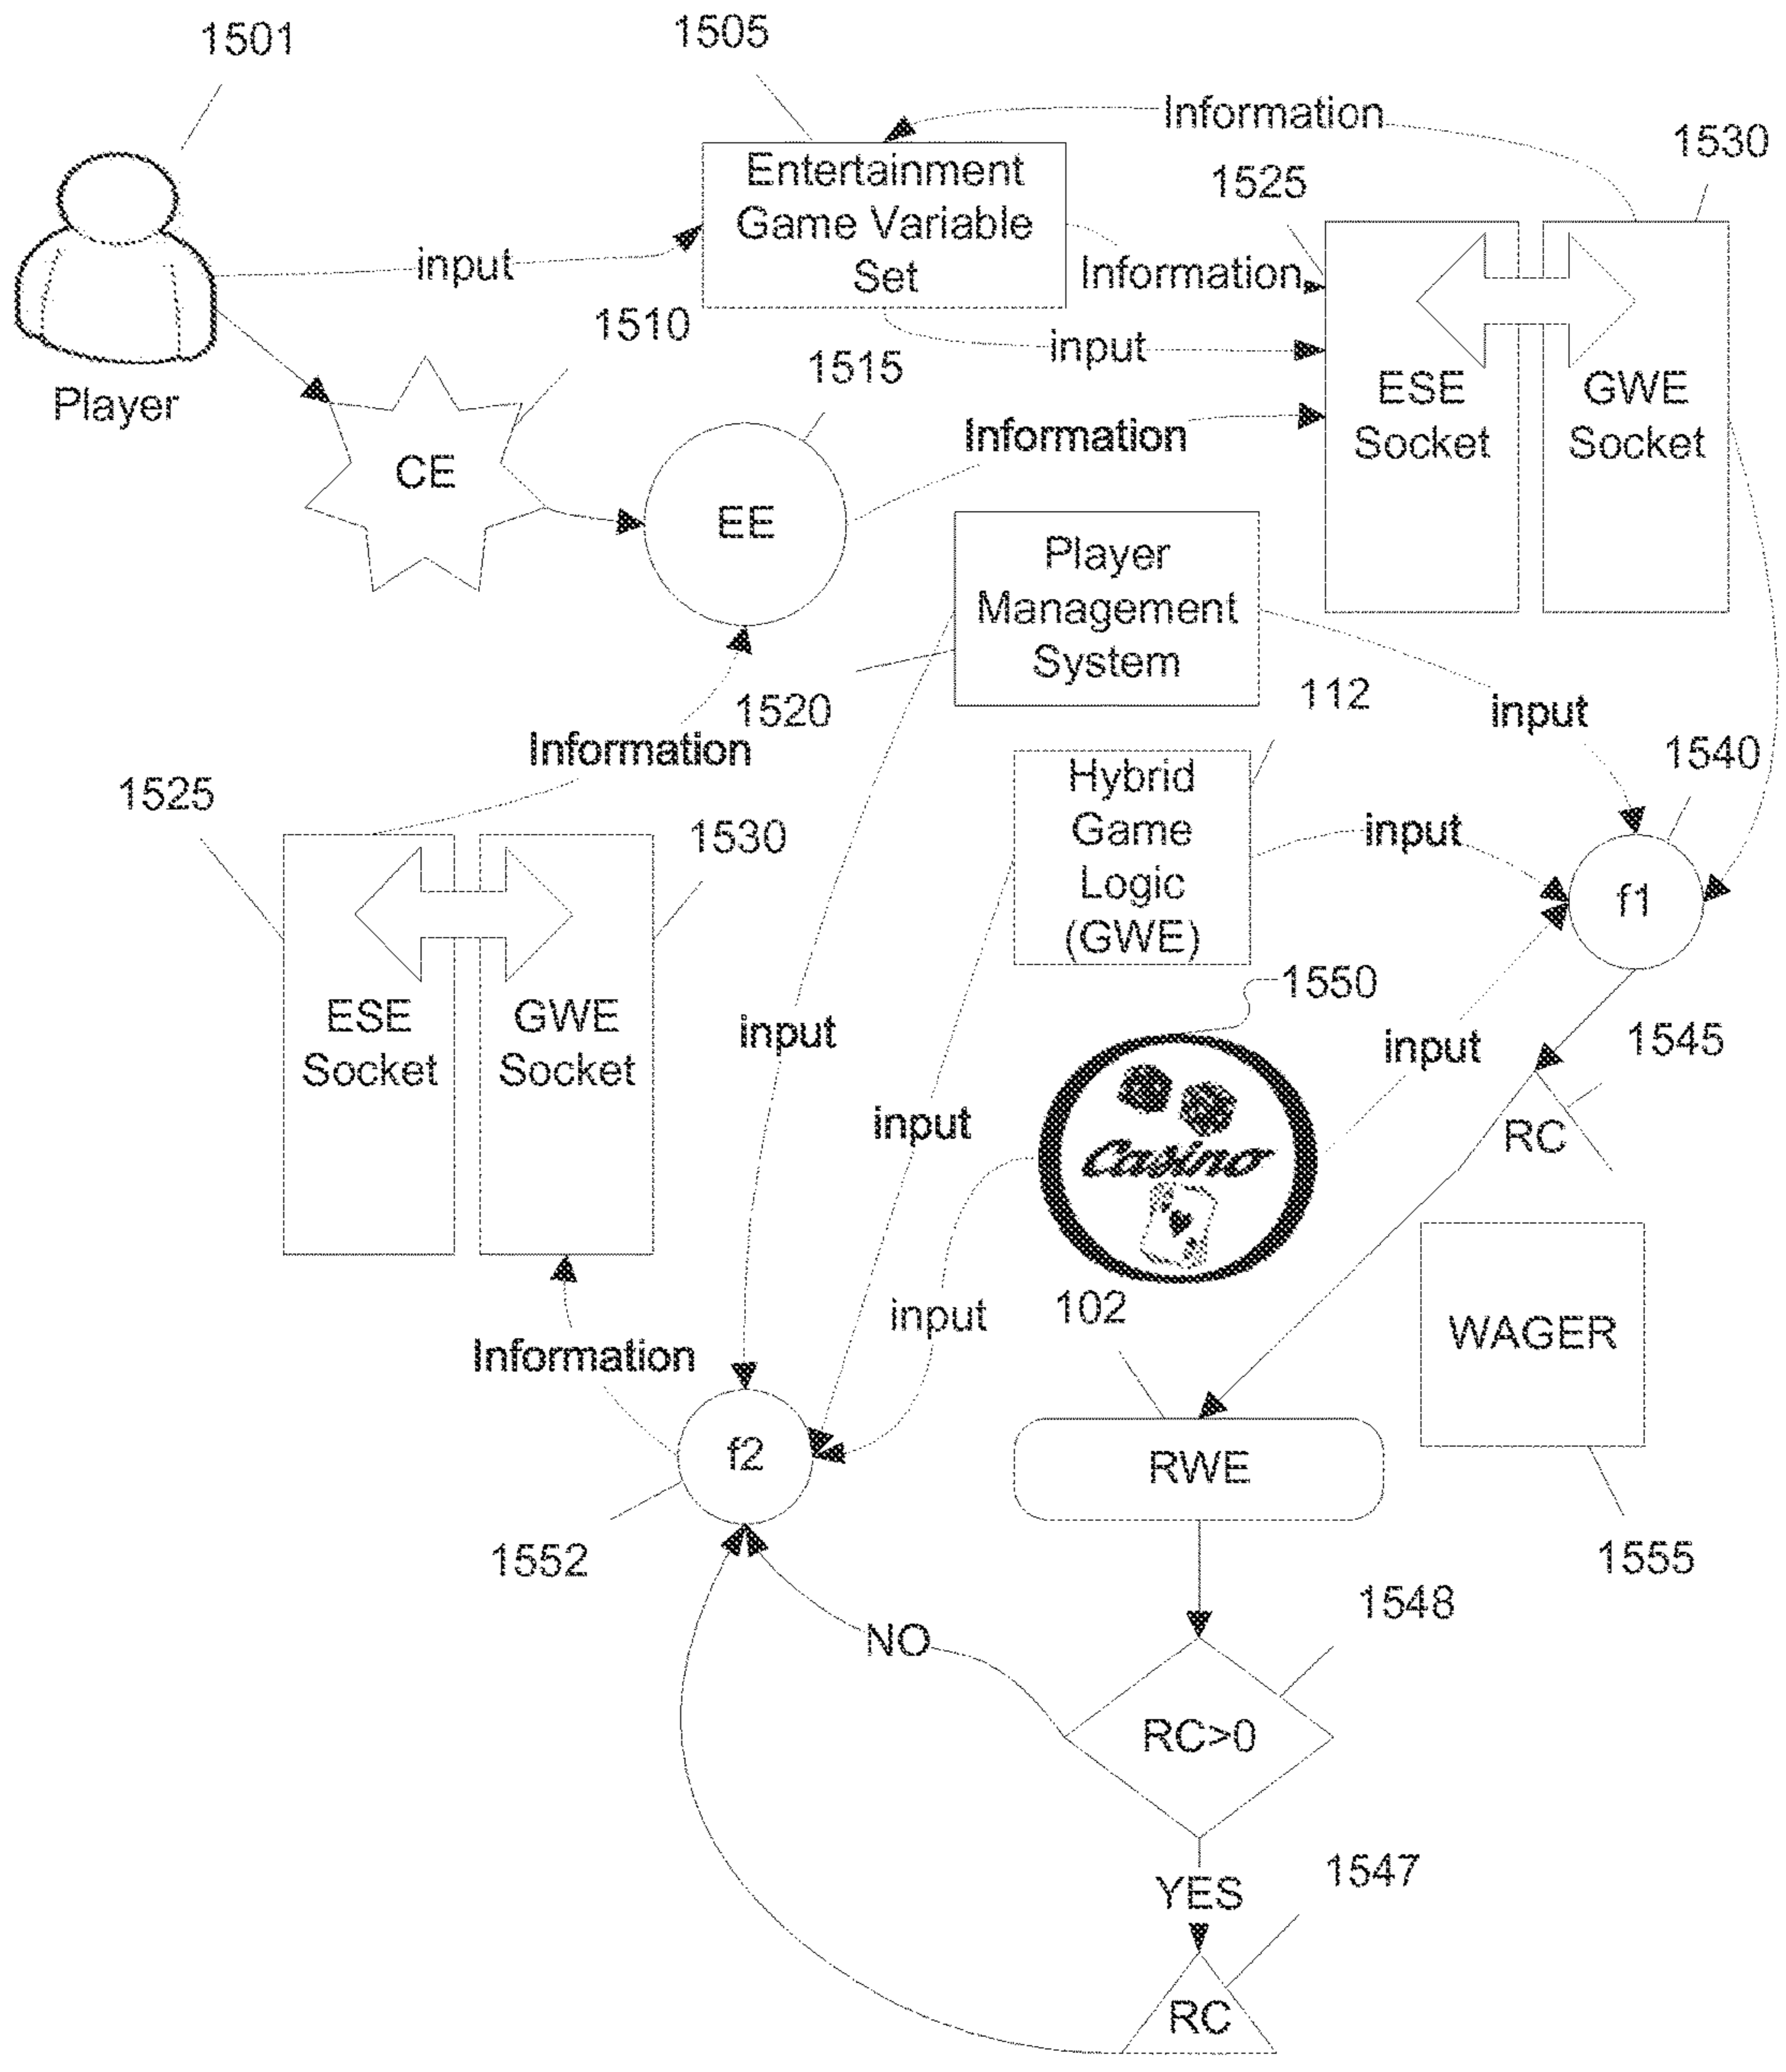 1501
1505
Information
1530
Entertainment
Game Variable
Set
1525
input
Information
1510
input
1515
ESE
Socket
GWE
Socket
Player
Information
CE
EE
Player
Management
System
112
1520
input
Information
1540
Hybrid
Game
Logic
(GWE)
1525
1530
input
f1
1550
ESE
Socket
GWE
Socket
input
input
1545
input
Casino
RC
102
input
WAGER
Information
f2
RWE
1552
1555
1548
NO
RC>0
1547
YES
RC